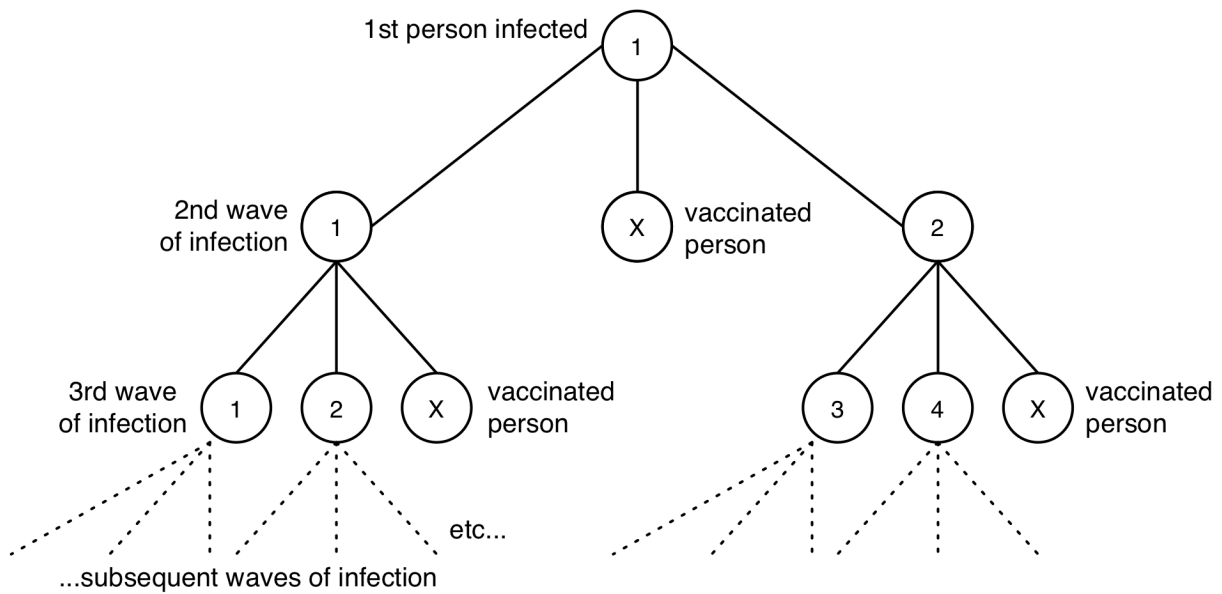 1st person infected
1
2nd wave
of infection
1
X
vaccinated
person
2
3rd wave
of infection
1
2
X
vaccinated
person
3
4
X
vaccinated
person
etc...
...subsequent waves of infection